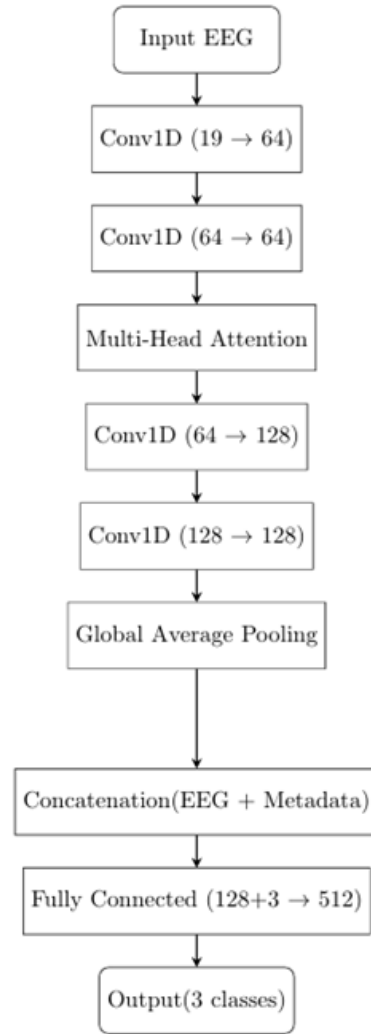 Input EEG
Conv1D (19 → 64)
Conv1D (64 → 64)
Multi-Head Attention
Conv1D (64 → 128)
Conv1D (128 → 128)
Global Average Pooling
Concatenation(EEG + Metadata)
Fully Connected (128+3 → 512)
Output(3 classes)